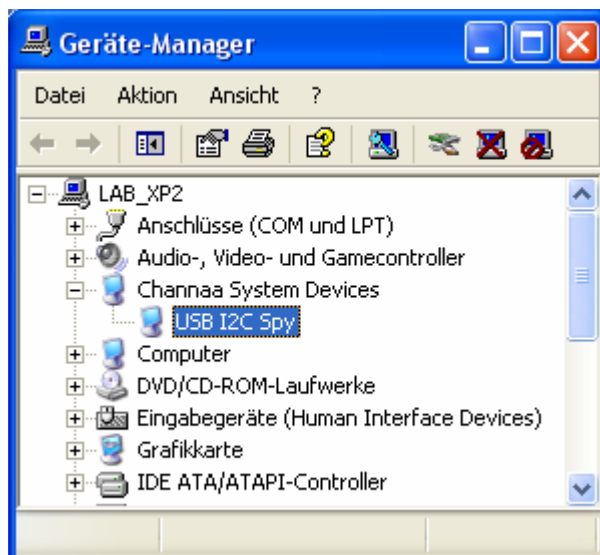 Geräte-Manager
Datei Aktion Ansicht ?
LAB_XP2
Anschlüsse (COM und LPT)
Audio-, Video- und Gamecontroller
Channaa System Devices
USB I2C Spy
Computer
DVD/CD-ROM-Laufwerke
Eingabegeräte (Human Interface Devices)
Grafikkarte
IDE ATA/ATAPI-Controller